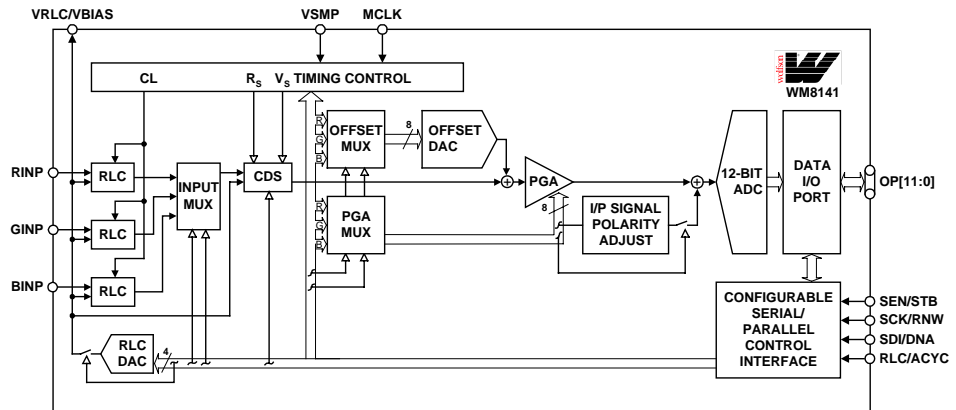 VRLC/VBIAS
VSMP
MCLK
CL
RS
VS TIMING CONTROL
wolfson
WM8141
R
G
B
OFFSET
MUX
8
OFFSET
DAC
RINP
RLC
INPUT
MUX
CDS
PGA
12-BIT
ADC
DATA
I/O
PORT
OP[11:0]
GINP
RLC
R
G
B
PGA
MUX
8
I/P SIGNAL
POLARITY
ADJUST
BINP
RLC
CONFIGURABLE
SERIAL/
PARALLEL
CONTROL
INTERFACE
SEN/STB
SCK/RNW
SDI/DNA
RLC/ACYC
RLC
DAC
4